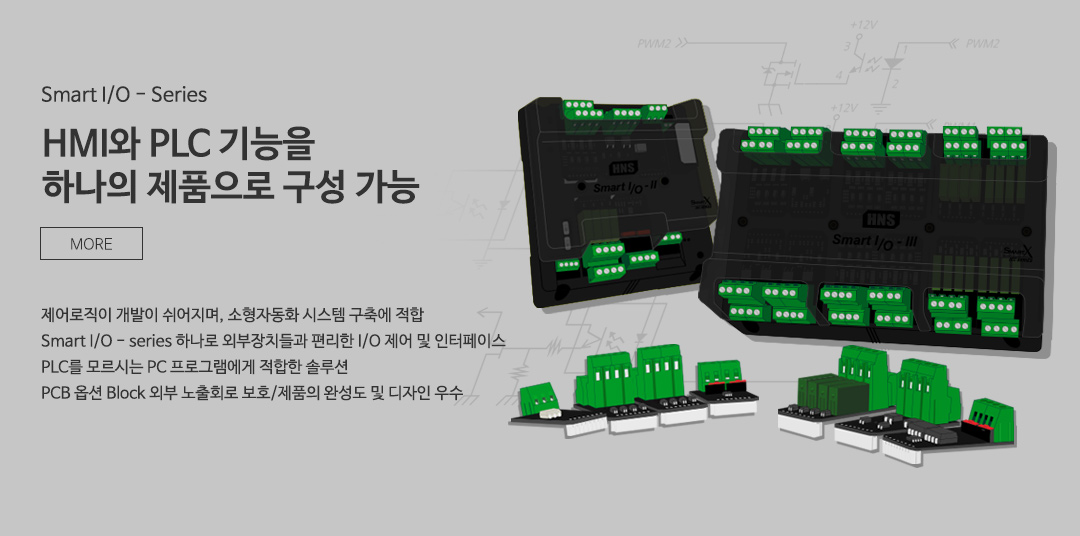 Smart I/O - Series
HMI와 PLC 기능을
하나의 제품으로 구성 가능
MORE
제어로직이 개발이 쉬어지며, 소형자동화 시스템 구축에 적합
Smart I/O - series 하나로 외부장치들과 편리한 I/O 제어 및 인터페이스
PLC를 모르시는 PC 프로그램에게 적합한 솔루션
PCB 옵션 Block 외부 노출회로 보호/제품의 완성도 및 디자인 우수
+12V
PWM2
3
1
PWM2
4
2
+12V
HNS
Smart I/O - II
HNS
Smart I/O - III